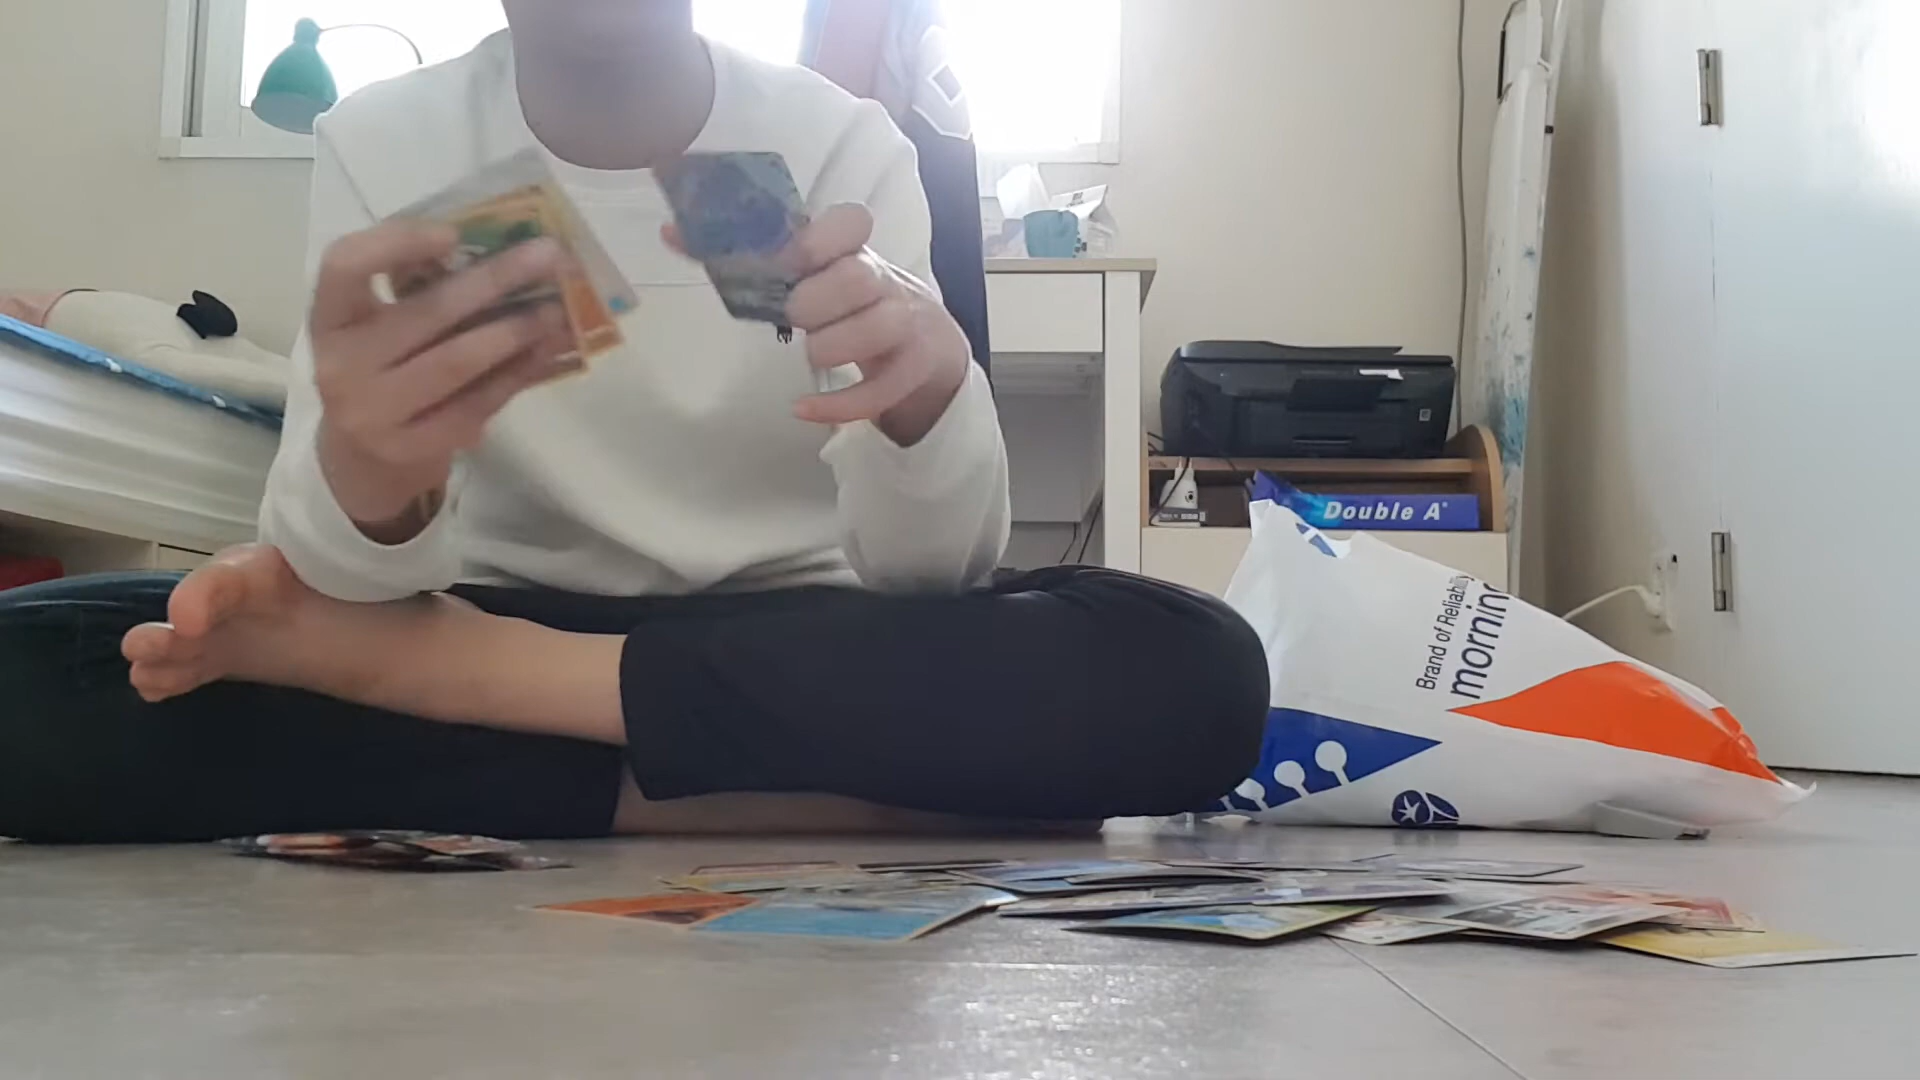 Double A
Brand of Reliability
morning